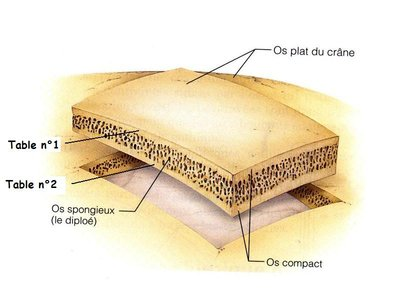 Os plat du crâne
Table n°1
Table n°2
Os spongieux
(le diploé)
Os compact